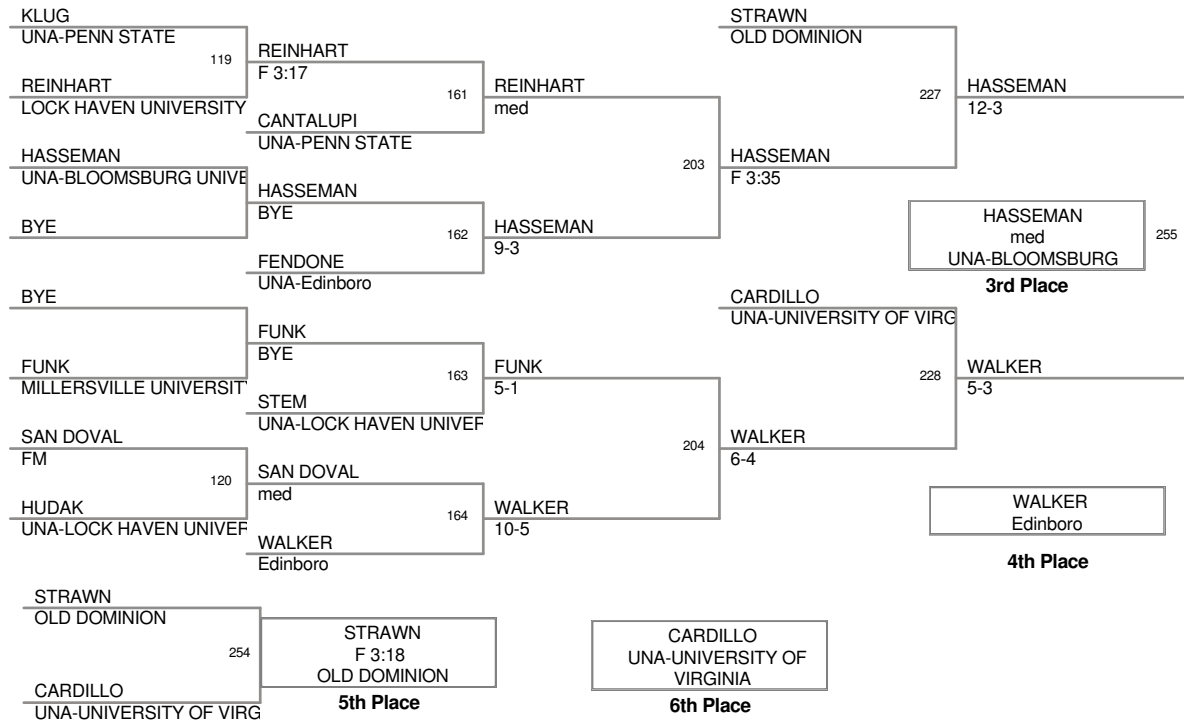 KLUG
UNA-PENN STATE
119
REINHART
LOCK HAVEN UNIVERSITY
HASSEMAN
UNA-BLOOMSBURG UNIVE
BYE
BYE
FUNK
MILLERSVILLE UNIVERSITY
SAN DOVAL
FM
120
HUDAK
UNA-LOCK HAVEN UNIVER
REINHART
F 3:17
161
CANTALUPI
UNA-PENN STATE
HASSEMAN
BYE
162
FENDONE
UNA-Edinboro
FUNK
BYE
163
STEM
UNA-LOCK HAVEN UNIVER
SAN DOVAL
med
164
WALKER
Edinboro
REINHART
med
203
HASSEMAN
9-3
FUNK
5-1
204
WALKER
10-5
STRAWN
OLD DOMINION
227
HASSEMAN
F 3:35
CARDILLO
UNA-UNIVERSITY OF VIRG
228
WALKER
6-4
HASSEMAN
12-3
HASSEMAN
med
UNA-BLOOMSBURG
255
3rd Place
WALKER
5-3
WALKER
Edinboro
4th Place
STRAWN
OLD DOMINION
254
CARDILLO
UNA-UNIVERSITY OF VIRG
STRAWN
F 3:18
OLD DOMINION
5th Place
CARDILLO
UNA-UNIVERSITY OF
VIRGINIA
6th Place